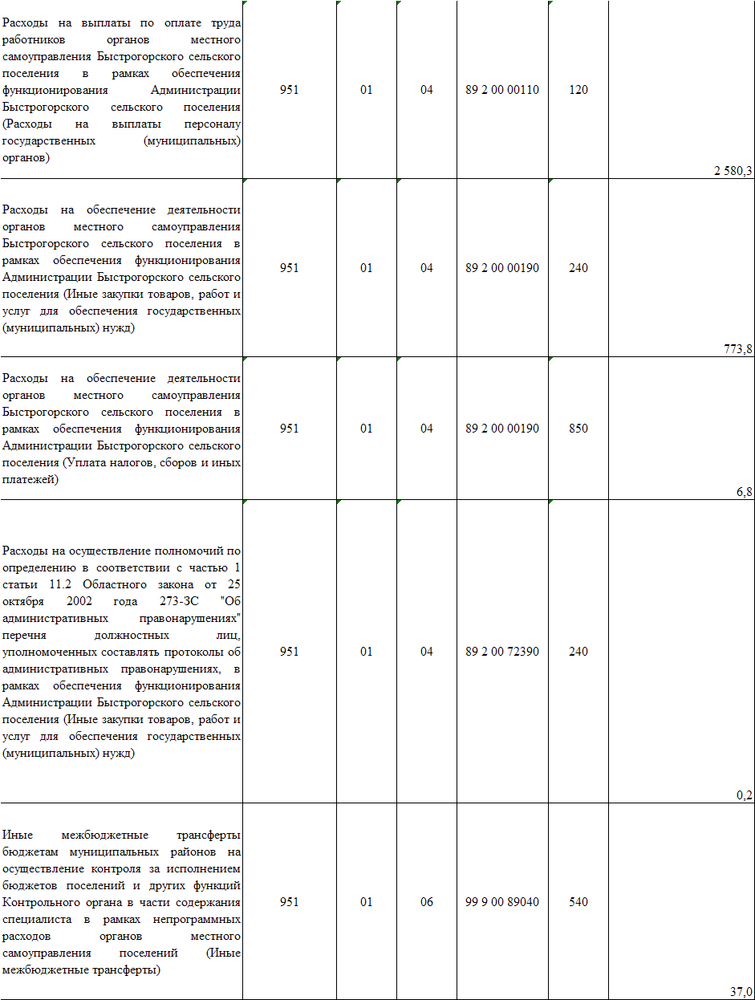 Расходы на выплаты по оплате труда
работников органов местного
самоуправления Быстрогорского сельского
поселения в рамках обеспечения
функционирования Администрации
Быстрогорского сельского поселения
(Расходы на выплаты персоналу
государственных (муниципальных)
органов)
951 01 04 89 2 00 00110 120
2 580,3
Расходы на обеспечение деятельности
органов местного самоуправления
Быстрогорского сельского поселения в
рамках обеспечения функционирования
Администрации Быстрогорского сельского
поселения (Иные закупки товаров, работ и
услуг для обеспечения государственных
(муниципальных) нужд)
951 01 04 89 2 00 00190 240
773,8
Расходы на обеспечение деятельности
органов местного самоуправления
Быстрогорского сельского поселения в
рамках обеспечения функционирования
Администрации Быстрогорского сельского
поселения (Уплата налогов, сборов и иных
платежей)
951 01 04 89 2 00 00190 850
6,8
Расходы на осуществление полномочий по
определению в соответствии с частью 1
статьи 11.2 Областного закона от 25
октября 2002 года 273-ЗС "Об
административных правонарушениях"
перечня должностных лиц,
уполномоченных составлять протоколы об
административных правонарушениях, в
рамках обеспечения функционирования
Администрации Быстрогорского сельского
поселения (Иные закупки товаров, работ и
услуг для обеспечения государственных
(муниципальных) нужд)
951 01 04 89 2 00 72390 240
0,2
Иные межбюджетные трансферты
бюджетам муниципальных районов на
осуществление контроля за исполнением
бюджетов поселений и других функций
Контрольного органа в части содержания
специалиста в рамках непрограммных
расходов органов местного
самоуправления поселений (Иные
межбюджетные трансферты)
951 01 06 99 9 00 89040 540
37,0